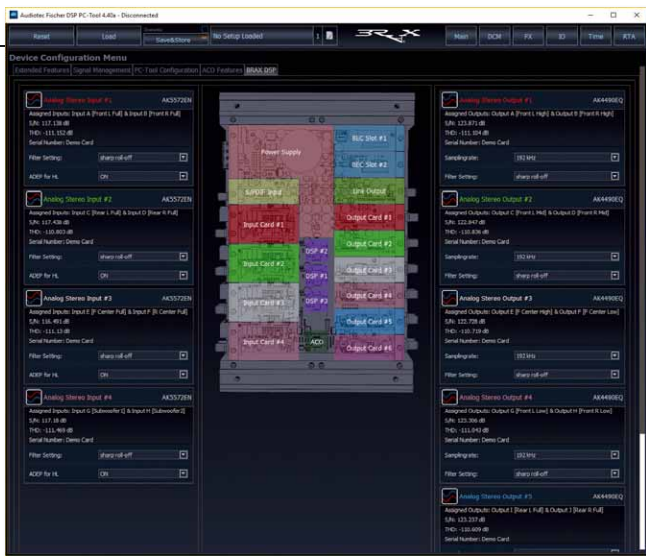 Audiotec Fischer DSP PC-Tool 4.40a - Disconnected
Reset
Load
Save&Store
No Setup Loaded
1
BRAX
Main
DCM
FX
IO
Time
RTA
Device Configuration Menu
Extended Features
Signal Management
PC-Tool Configuration
ACO Features
BRAX DSP
Analog Stereo Input #1 AK5572EN
Assigned Inputs: Input A [Front L Full] & Input B [Front R Full]
S/N: 117.138 dB
THD: -111.152 dB
Serial Number: Demo Card
Filter Setting: sharp roll-off
ADEP for HL ON
Analog Stereo Input #2 AK5572EN
Assigned Inputs: Input C [Rear L Full] & Input D [Rear R Full]
S/N: 117.438 dB
THD: -110.803 dB
Serial Number: Demo Card
Filter Setting: sharp roll-off
ADEP for HL ON
Analog Stereo Input #3 AK5572EN
Assigned Inputs: Input E [F Center Full] & Input F [R Center Full]
S/N: 116.491 dB
THD: -111.13 dB
Serial Number: Demo Card
Filter Setting: sharp roll-off
ADEP for HL ON
Analog Stereo Input #4 AK5572EN
Assigned Inputs: Input G [Subwoofer1] & Input H [Subwoofer2]
S/N: 117.18 dB
THD: -111.469 dB
Serial Number: Demo Card
Filter Setting: sharp roll-off
ADEP for HL ON
Power Supply
BEC Slot #1
BEC Slot #2
S/PDIF Input
Line Output
Input Card #1
Output Card #1
Input Card #2
Output Card #2
DSP #2
DSP #1
Output Card #3
Input Card #3
DSP #3
Output Card #4
Output Card #5
Input Card #4
ACO
Output Card #6
Analog Stereo Output #1 AK4490EQ
Assigned Outputs: Output A [Front L High] & Output B [Front R High]
S/N: 123.871 dB
THD: -111.104 dB
Serial Number: Demo Card
Samplingrate: 192 kHz
Filter Setting: sharp roll-off
Analog Stereo Output #2 AK4490EQ
Assigned Outputs: Output C [Front L Mid] & Output D [Front R Mid]
S/N: 122.847 dB
THD: -110.836 dB
Serial Number: Demo Card
Samplingrate: 192 kHz
Filter Setting: sharp roll-off
Analog Stereo Output #3 AK4490EQ
Assigned Outputs: Output E [F Center High] & Output F [F Center Low]
S/N: 122.728 dB
THD: -110.719 dB
Serial Number: Demo Card
Samplingrate: 192 kHz
Filter Setting: sharp roll-off
Analog Stereo Output #4 AK4490EQ
Assigned Outputs: Output G [Front L Low] & Output H [Front R Low]
S/N: 123.306 dB
THD: -111.043 dB
Serial Number: Demo Card
Samplingrate: 192 kHz
Filter Setting: sharp roll-off
Analog Stereo Output #5 AK4490EQ
Assigned Outputs: Output I [Rear L Full] & Output J [Rear R Full]
S/N: 123.237 dB
THD: -110.609 dB
Serial Number: Demo Card